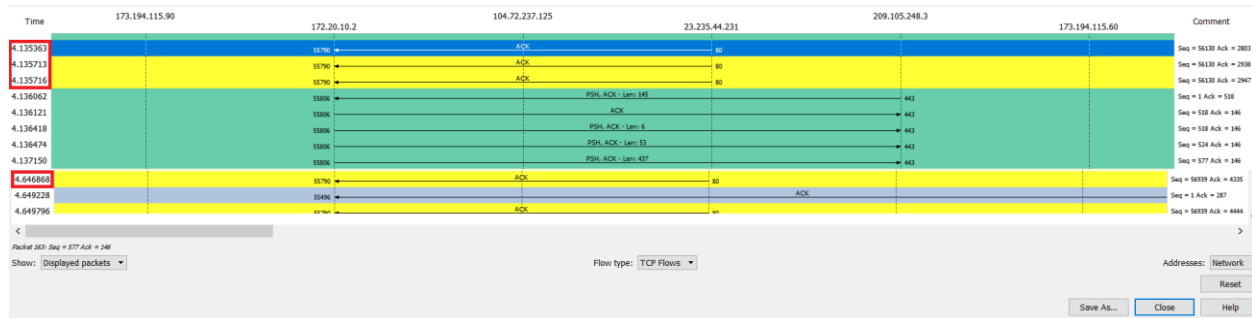 Time 173.194.115.90 172.20.10.2 104.72.237.125 23.235.44.231 209.105.248.3 173.194.115.60 Comment
4.135363 55790 ACK 80 Seq = 56130 Ack = 2803
4.135713 55790 ACK 80 Seq = 56130 Ack = 2938
4.135716 55790 ACK 80 Seq = 56130 Ack = 2947
4.136062 55806 PSH, ACK - Len: 145 443 Seq = 1 Ack = 518
4.136121 55806 ACK 443 Seq = 518 Ack = 146
4.136418 55806 PSH, ACK - Len: 6 443 Seq = 518 Ack = 146
4.136474 55806 PSH, ACK - Len: 53 443 Seq = 524 Ack = 146
4.137150 55806 PSH, ACK - Len: 437 443 Seq = 577 Ack = 146
4.646868 55790 ACK 80 Seq = 56939 Ack = 4335
4.649228 55496 ACK Seq = 1 Ack = 287
4.649796 55790 ACK 80 Seq = 56939 Ack = 4444
Packet 163: Seq = 577 Ack = 146
Show: Displayed packets Flow type: TCP Flows Addresses: Network
Reset
Save As... Close Help